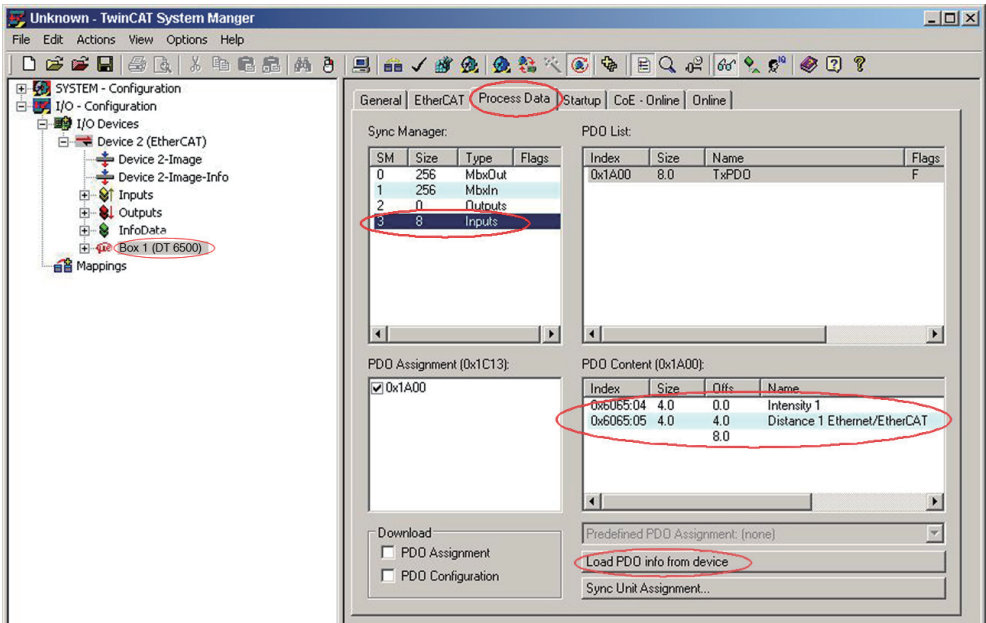 Unknown - TwinCAT System Manger
File Edit Actions View Options Help
SYSTEM - Configuration
I/O - Configuration
I/O Devices
Device 2 (EtherCAT)
Device 2-Image
Device 2-Image-Info
Inputs
Outputs
InfoData
Box 1 (DT 6500)
Mappings
General EtherCAT Process Data Startup CoE - Online Online
Sync Manager:
SM Size Type Flags
0 256 MbxOut
1 256 MbxIn
2 0 Outputs
3 8 Inputs
PDO List:
Index Size Name Flags
0x1A00 8.0 TxPDO F
PDO Assignment (0x1C13):
0x1A00
PDO Content (0x1A00):
Index Size Offs Name
0x6065:04 4.0 0.0 Intensity 1
0x6065:05 4.0 4.0 Distance 1 Ethernet/EtherCAT
8.0
Download
PDO Assignment
PDO Configuration
Predefined PDO Assignment: (none)
Load PDO info from device
Sync Unit Assignment...